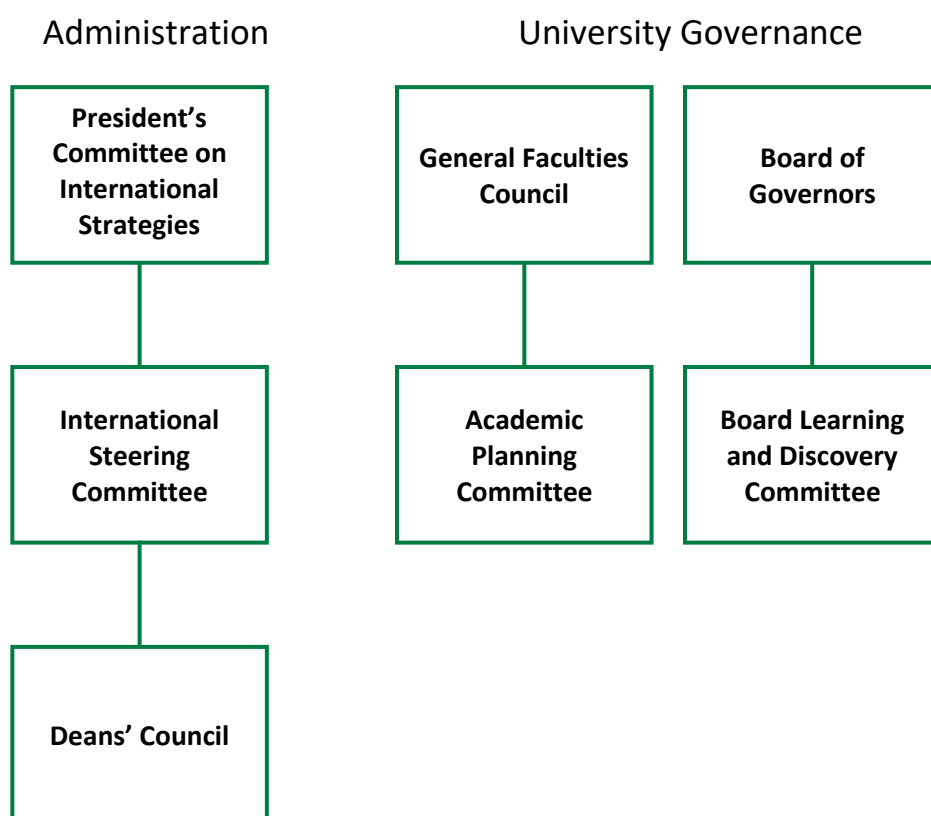 Administration
University Governance
President’s
Committee on
International
Strategies
General Faculties
Council
Board of
Governors
International
Steering
Committee
Academic
Planning
Committee
Board Learning
and Discovery
Committee
Deans’ Council